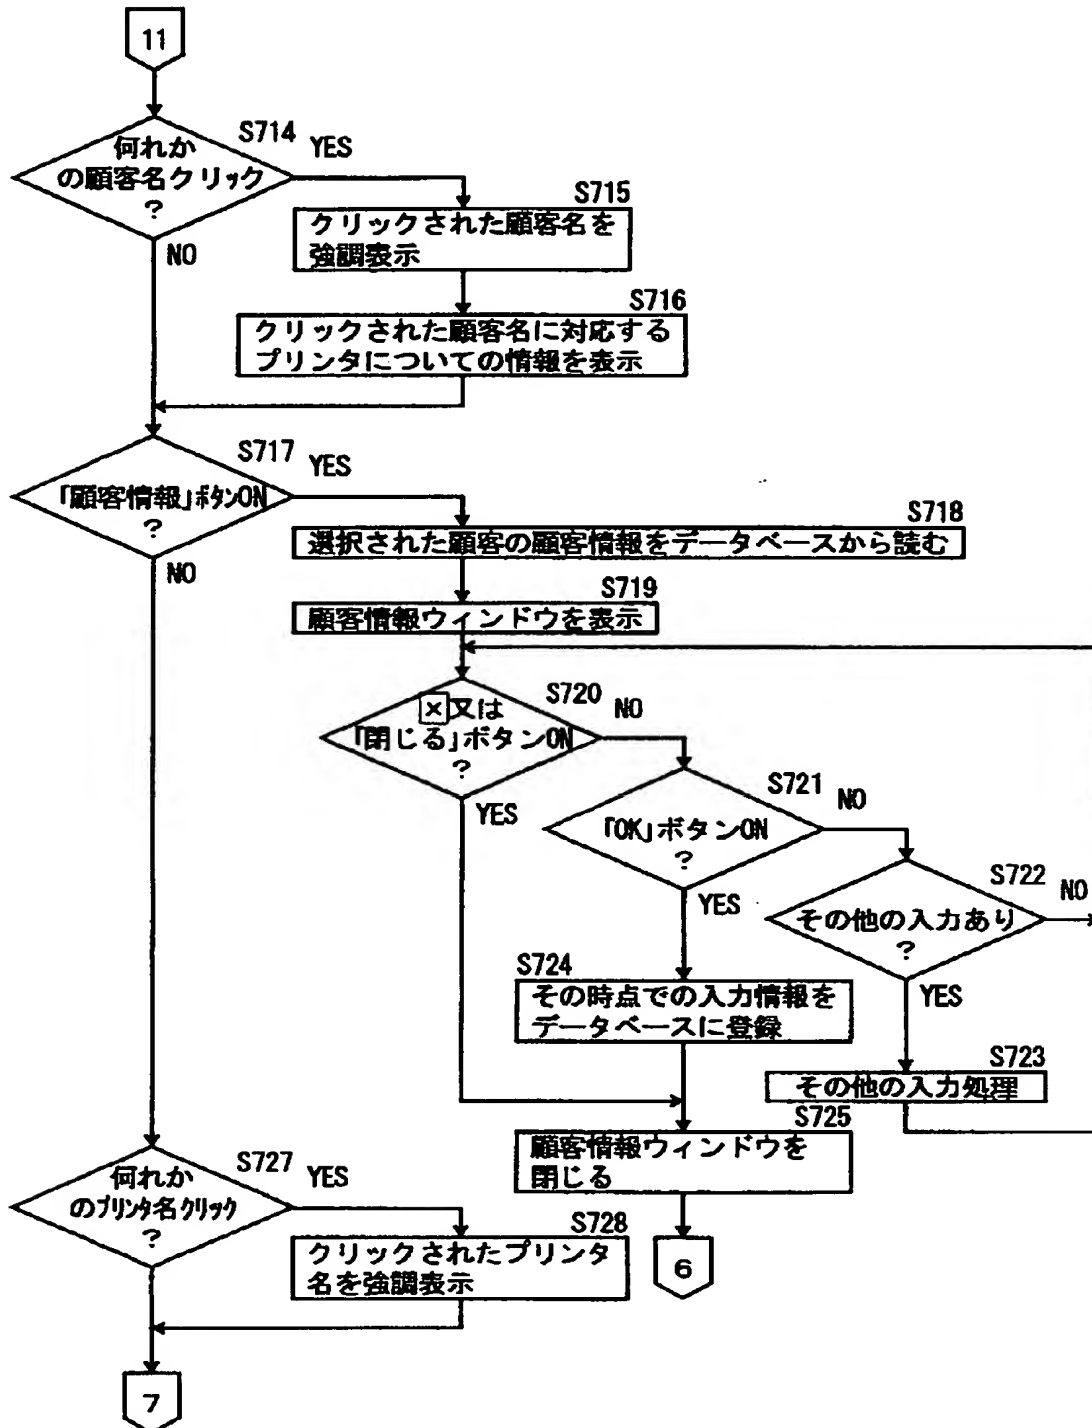 11
S714
YES
何れか
の顧客名クリック
?
NO
S715
クリックされた顧客名を
強調表示
S716
クリックされた顧客名に対応する
プリンタについての情報を表示
S717
YES
「顧客情報」ボタンON
?
NO
S718
選択された顧客の顧客情報をデータベースから読む
S719
顧客情報ウィンドウを表示
S720
NO
×又は
「閉じる」ボタンON
?
YES
S721
NO
「OK」ボタンON
?
YES
S722
NO
その他の入力あり
?
YES
S724
その時点での入力情報を
データベースに登録
S723
その他の入力処理
S725
顧客情報ウィンドウを
閉じる
6
S727
YES
何れか
のプリンタ名クリック
?
S728
クリックされたプリンタ
名を強調表示
7